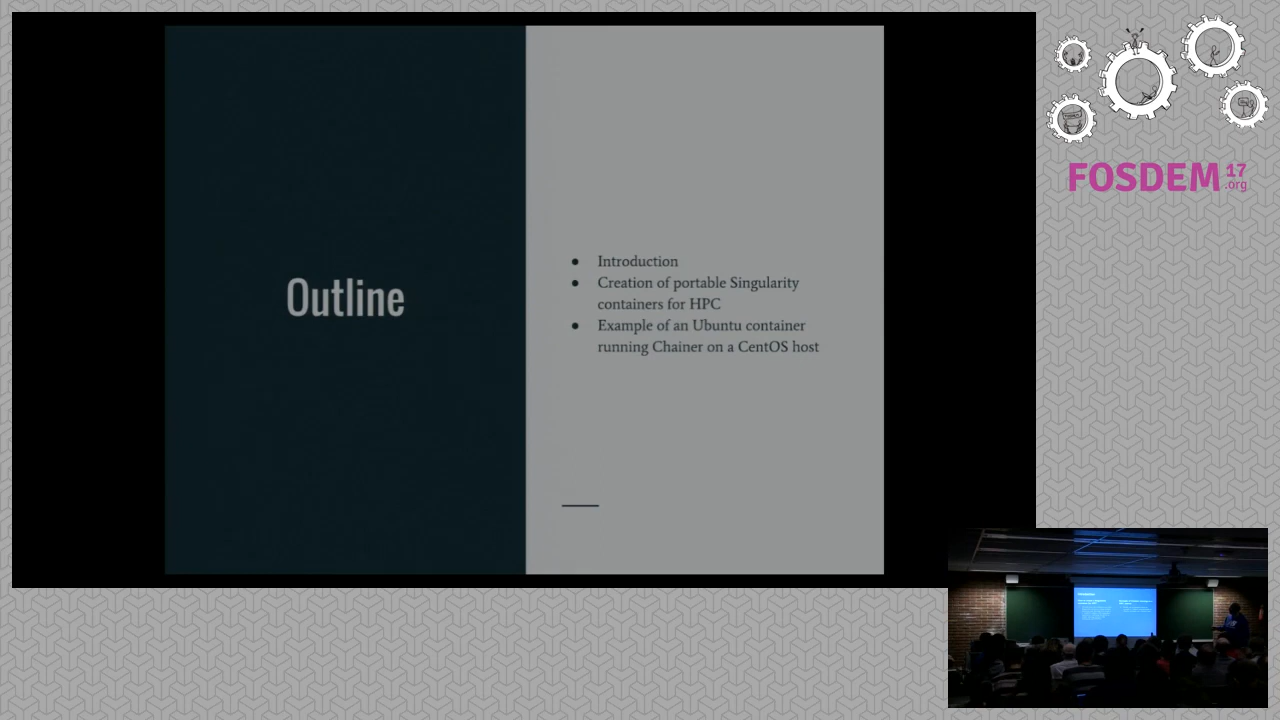 Outline
● Introduction
● Creation of portable Singularity
containers for HPC
● Example of an Ubuntu container
running Chainer on a CentOS host
FOSDEM 17
.org